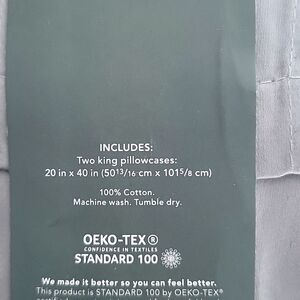 INCLUDES:
Two king pillowcases:
20 in x 40 in (50¹³/16 cm x 101⁵/8 cm)
100% Cotton.
Machine wash. Tumble dry.
OEKO-TEX®
CONFIDENCE IN TEXTILES
STANDARD 100
We made it better so you can feel better.
This product is STANDARD 100 by OEKO-TEX®